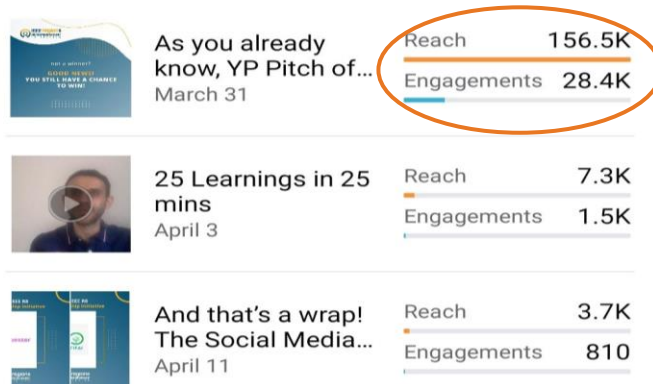 not a winner?
GOOD NEWS!
YOU STILL HAVE A CHANCE
TO WIN!
As you already
know, YP Pitch of...
March 31
Reach 156.5K
Engagements 28.4K
25 Learnings in 25
mins
April 3
Reach 7.3K
Engagements 1.5K
And that's a wrap!
The Social Media...
April 11
Reach 3.7K
Engagements 810